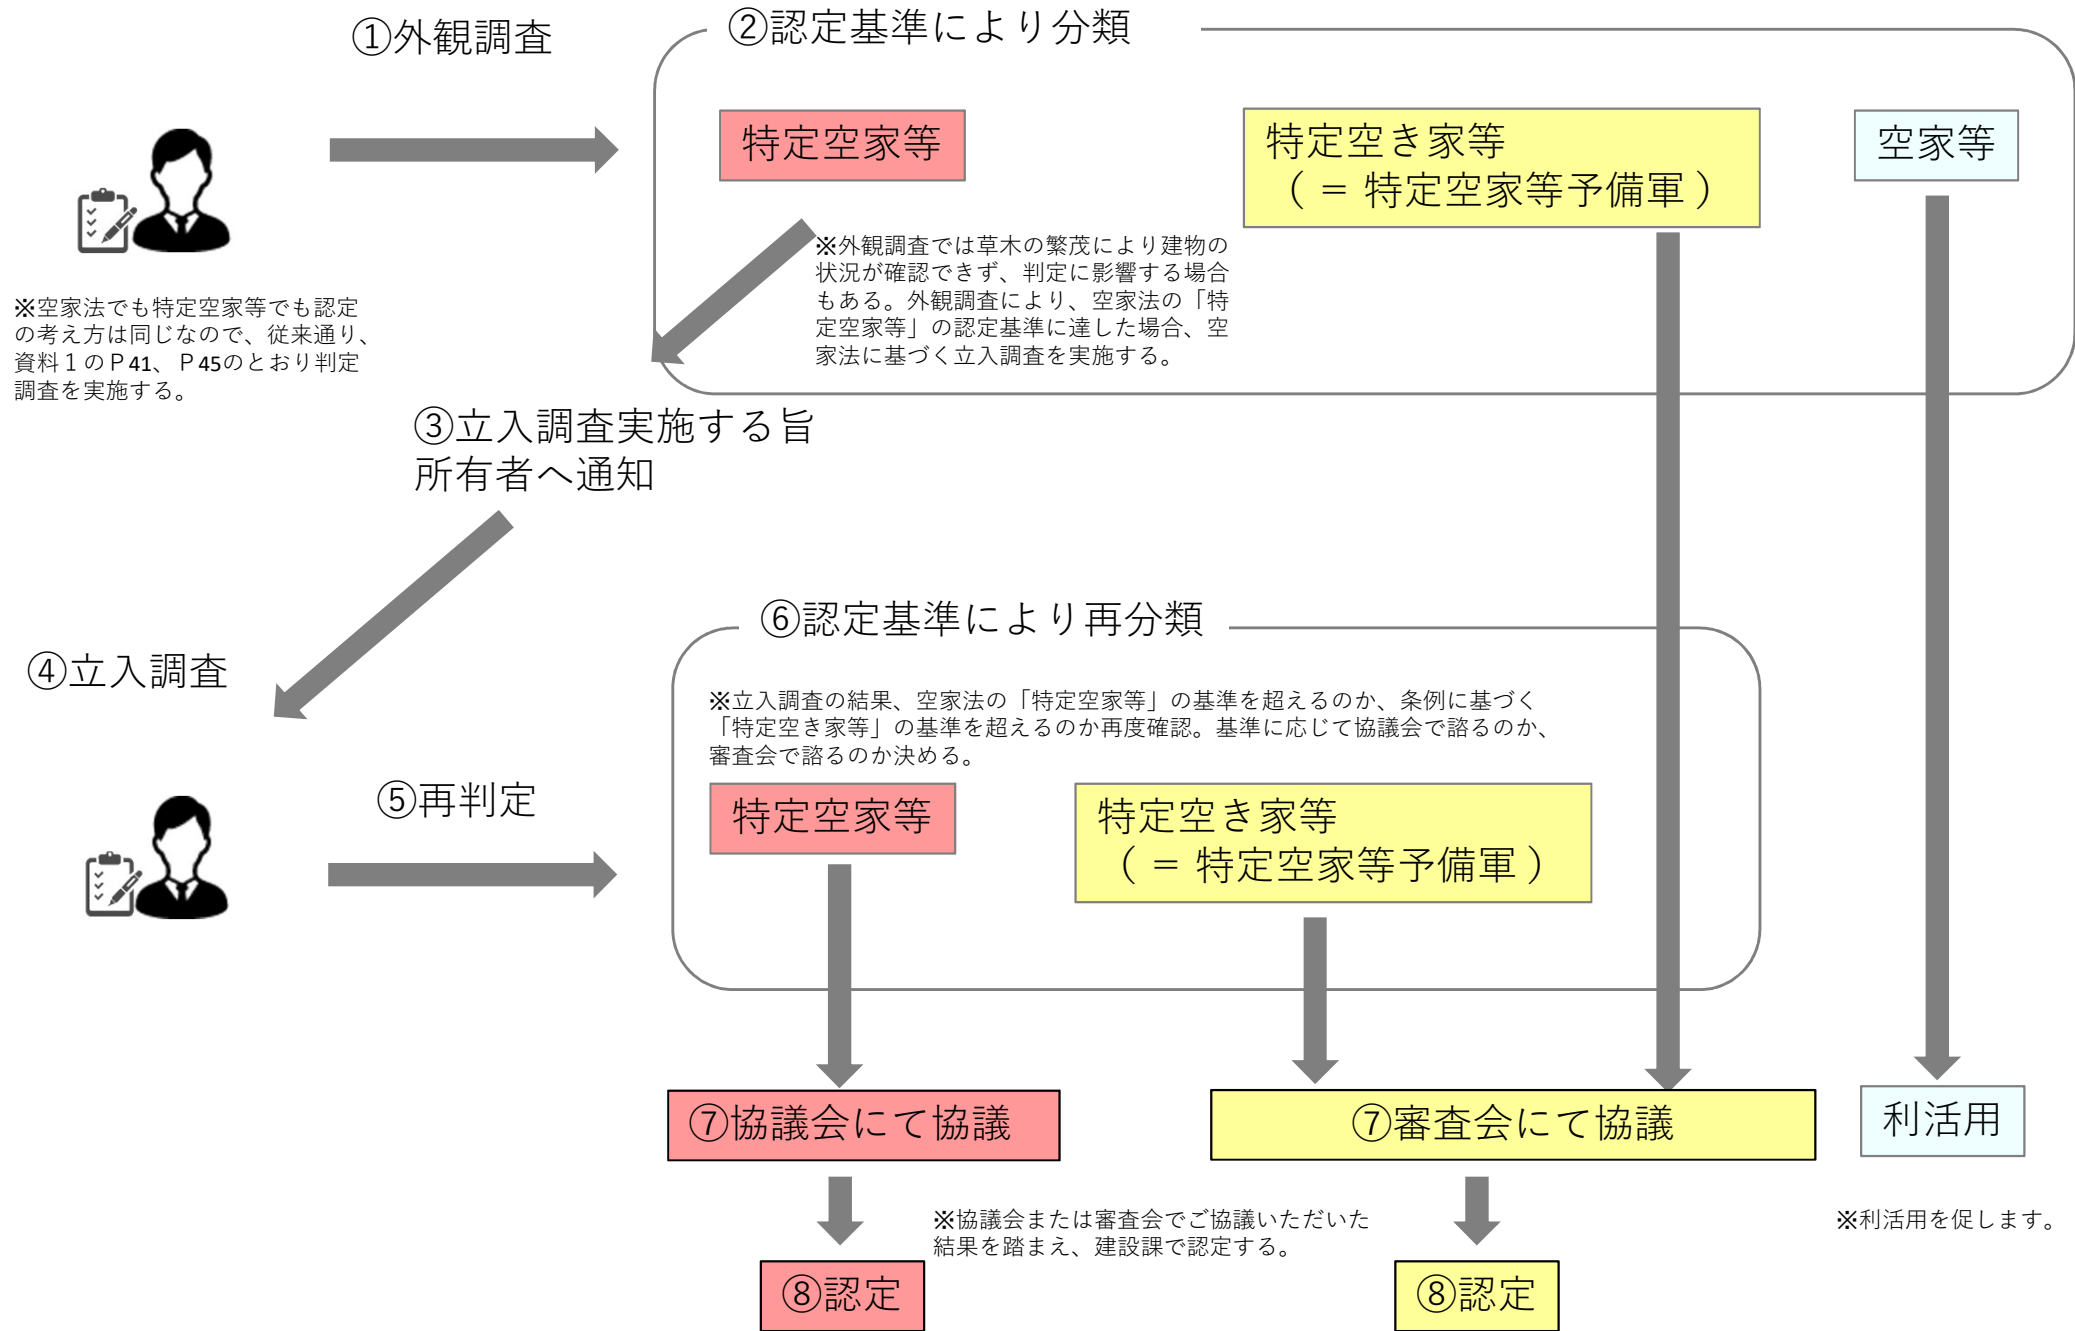 ①外観調査
②認定基準により分類
特定空家等
特定空き家等
（ = 特定空家等予備軍 ）
空家等
※外観調査では草木の繁茂により建物の
状況が確認できず、判定に影響する場合
もある。外観調査により、空家法の「特
定空家等」の認定基準に達した場合、空
家法に基づく立入調査を実施する。
※空家法でも特定空家等でも認定
の考え方は同じなので、従来通り、
資料１のＰ41、Ｐ45のとおり判定
調査を実施する。
③立入調査実施する旨
所有者へ通知
④立入調査
⑤再判定
⑥認定基準により再分類
※立入調査の結果、空家法の「特定空家等」の基準を超えるのか、条例に基づく
「特定空き家等」の基準を超えるのか再度確認。基準に応じて協議会で諮るのか、
審査会で諮るのか決める。
特定空家等
特定空き家等
（ = 特定空家等予備軍 ）
⑦協議会にて協議
⑦審査会にて協議
利活用
※協議会または審査会でご協議いただいた
結果を踏まえ、建設課で認定する。
※利活用を促します。
⑧認定
⑧認定